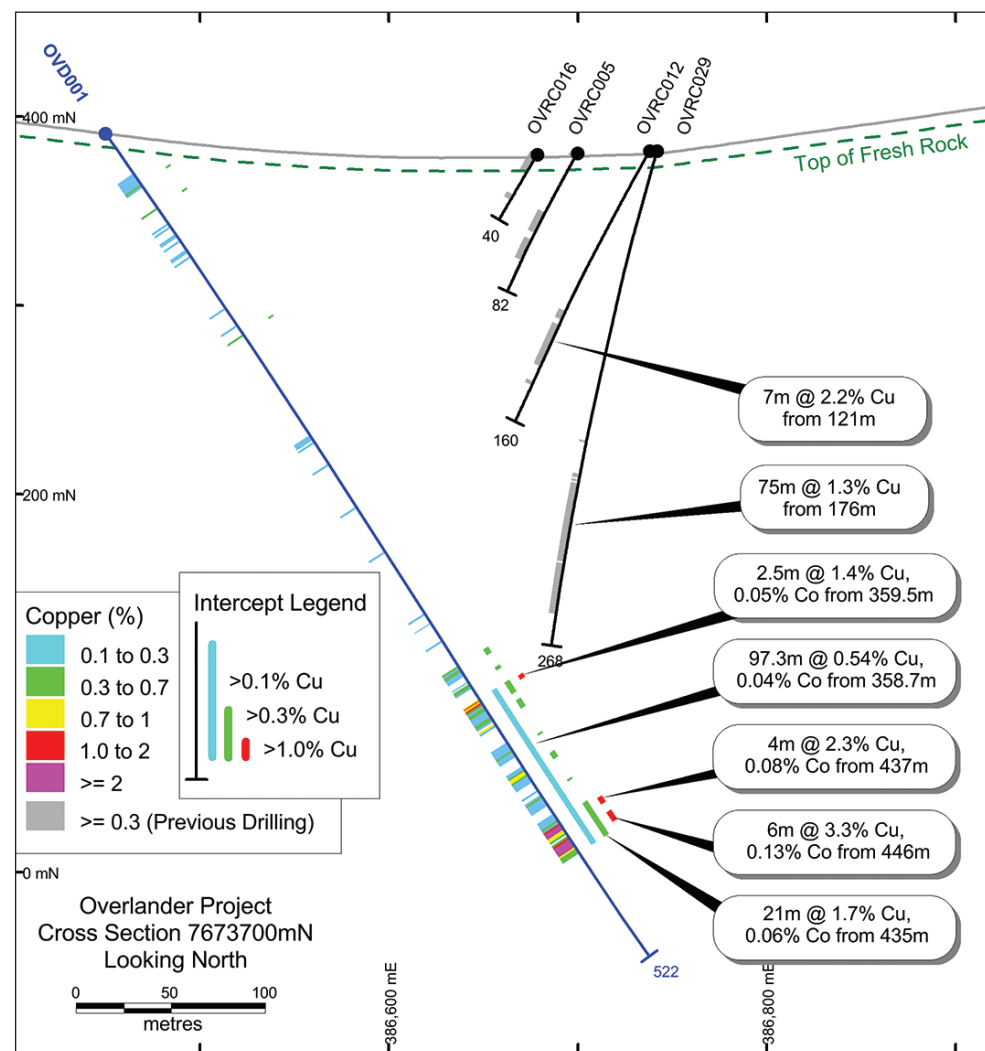 OVD001
OVRC016
OVRC005
OVRC012
OVRC029
400 mN
Top of Fresh Rock
40
82
160
7m @ 2.2% Cu
from 121m
200 mN
75m @ 1.3% Cu
from 176m
2.5m @ 1.4% Cu,
0.05% Co from 359.5m
268
97.3m @ 0.54% Cu,
0.04% Co from 358.7m
4m @ 2.3% Cu,
0.08% Co from 437m
6m @ 3.3% Cu,
0.13% Co from 446m
21m @ 1.7% Cu,
0.06% Co from 435m
Copper (%)
0.1 to 0.3
0.3 to 0.7
0.7 to 1
1.0 to 2
>= 2
>= 0.3 (Previous Drilling)
Intercept Legend
>0.1% Cu
>0.3% Cu
>1.0% Cu
0 mN
Overlander Project
Cross Section 7673700mN
Looking North
0 50 100
metres
386,600 mE
522
386,800 mE